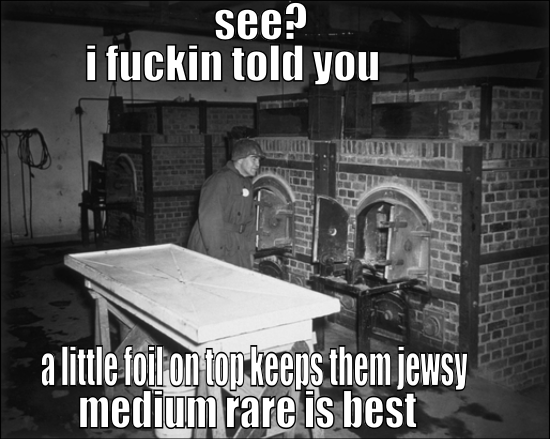 see?
i fuckin told you
a little foil on top keeps them jewsy
medium rare is best